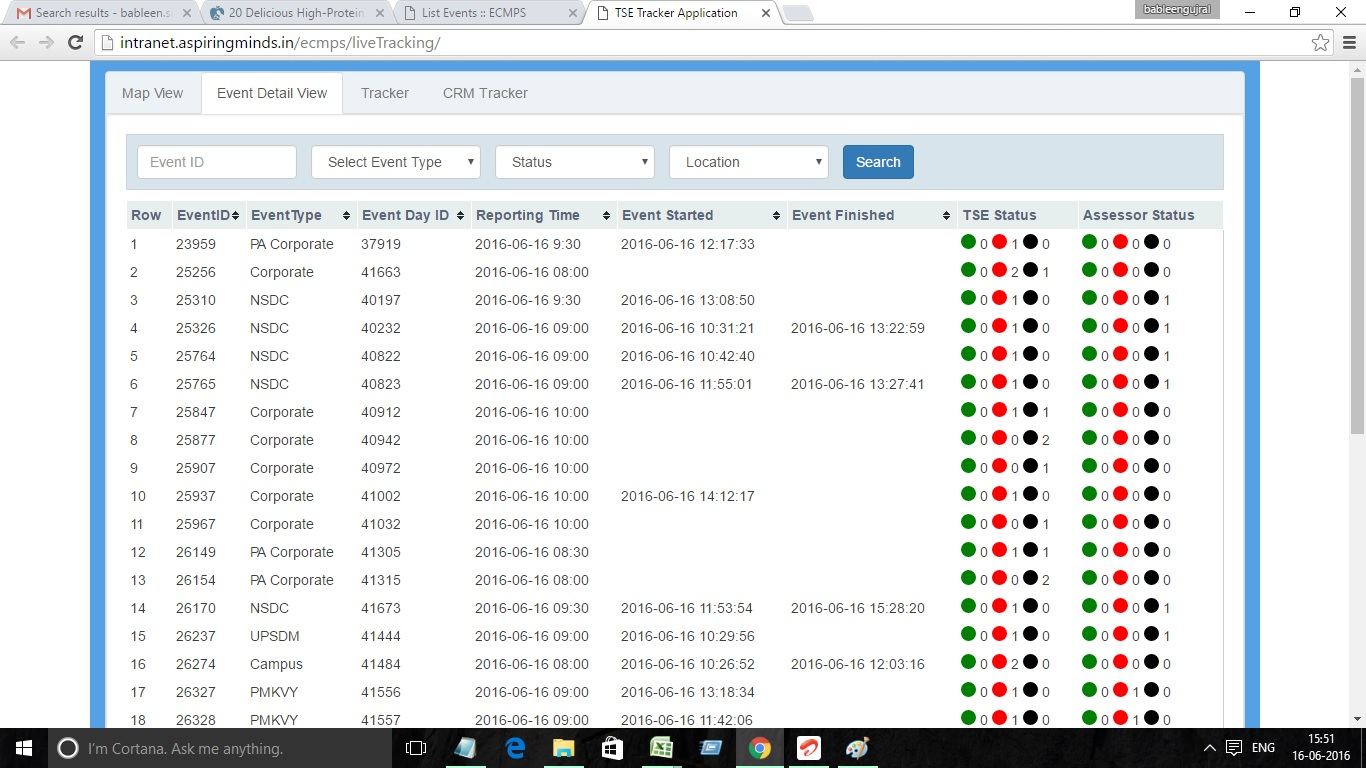 Search results - bableen.s
20 Delicious High-Protein
List Events :: ECMPS
TSE Tracker Application
bableengujral
intranet.aspiringminds.in/ecmps/liveTracking/
Map View Event Detail View Tracker CRM Tracker
Event ID Select Event Type Status Location Search
Row EventID EventType Event Day ID Reporting Time Event Started Event Finished TSE Status Assessor Status
1 23959 PA Corporate 37919 2016-06-16 9:30 2016-06-16 12:17:33 0 1 0 0 0 0
2 25256 Corporate 41663 2016-06-16 08:00 0 2 1 0 0 0
3 25310 NSDC 40197 2016-06-16 9:30 2016-06-16 13:08:50 0 1 0 0 0 1
4 25326 NSDC 40232 2016-06-16 09:00 2016-06-16 10:31:21 2016-06-16 13:22:59 0 1 0 0 0 1
5 25764 NSDC 40822 2016-06-16 09:00 2016-06-16 10:42:40 0 1 0 0 0 1
6 25765 NSDC 40823 2016-06-16 09:00 2016-06-16 11:55:01 2016-06-16 13:27:41 0 1 0 0 0 1
7 25847 Corporate 40912 2016-06-16 10:00 0 1 1 0 0 0
8 25877 Corporate 40942 2016-06-16 10:00 0 0 2 0 0 0
9 25907 Corporate 40972 2016-06-16 10:00 0 0 1 0 0 0
10 25937 Corporate 41002 2016-06-16 10:00 2016-06-16 14:12:17 0 1 0 0 0 0
11 25967 Corporate 41032 2016-06-16 10:00 0 0 1 0 0 0
12 26149 PA Corporate 41305 2016-06-16 08:30 0 1 1 0 0 0
13 26154 PA Corporate 41315 2016-06-16 08:00 0 0 2 0 0 0
14 26170 NSDC 41673 2016-06-16 09:30 2016-06-16 11:53:54 2016-06-16 15:28:20 0 1 0 0 0 1
15 26237 UPSDM 41444 2016-06-16 09:00 2016-06-16 10:29:56 0 1 0 0 0 1
16 26274 Campus 41484 2016-06-16 08:00 2016-06-16 10:26:52 2016-06-16 12:03:16 0 2 0 0 0 0
17 26327 PMKVY 41556 2016-06-16 09:00 2016-06-16 13:18:34 0 1 0 0 1 0
18 26328 PMKVY 41557 2016-06-16 09:00 2016-06-16 11:42:06 0 1 0 0 0 0
I'm Cortana. Ask me anything.
ENG
15:51
16-06-2016